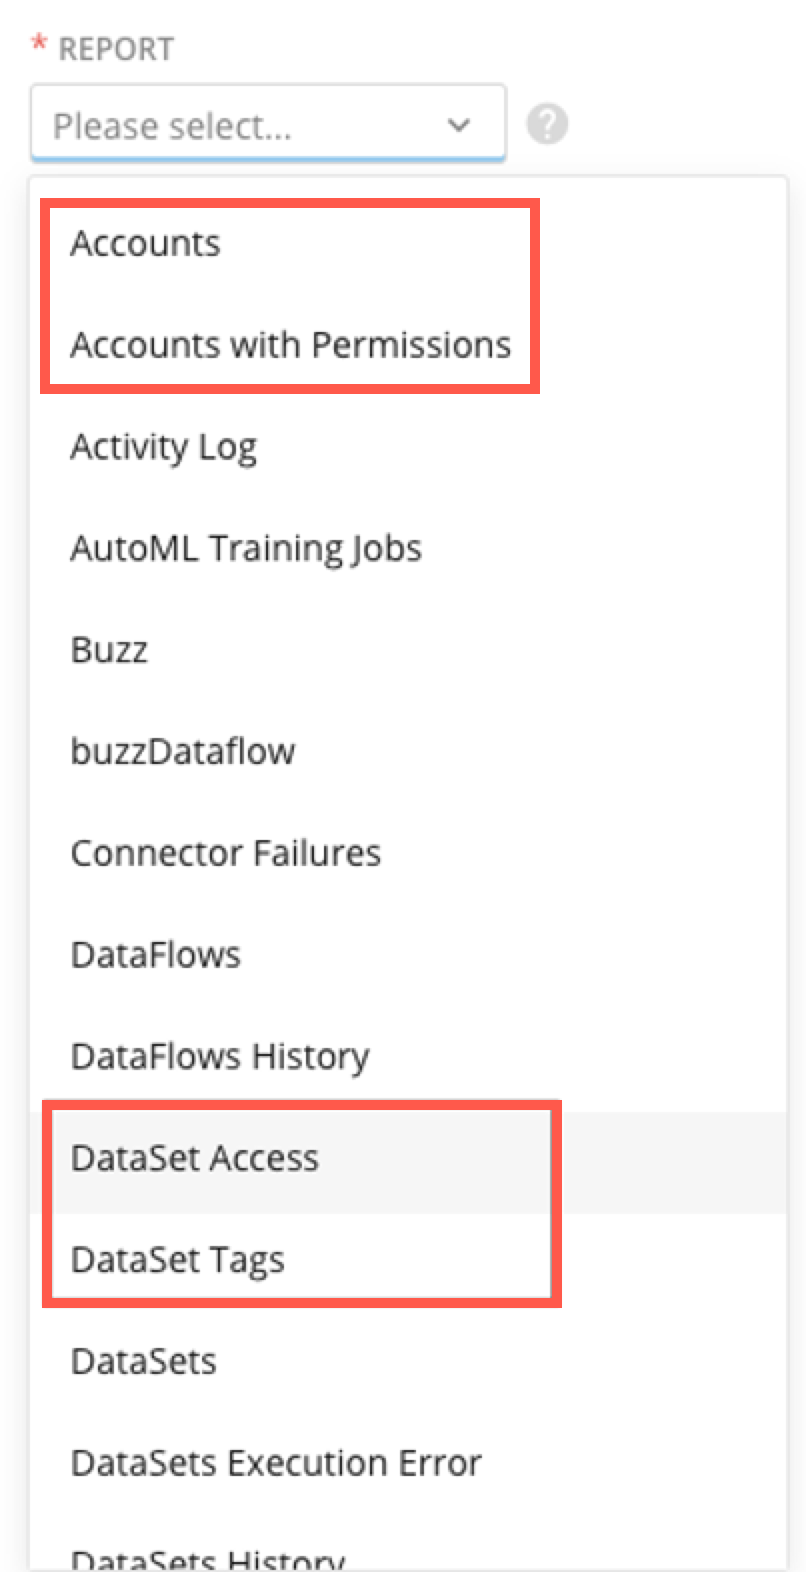 * REPORT
Please select...
?
Accounts
Accounts with Permissions
Activity Log
AutoML Training Jobs
Buzz
buzzDataflow
Connector Failures
DataFlows
DataFlows History
DataSet Access
DataSet Tags
DataSets
DataSets Execution Error
DataSets History